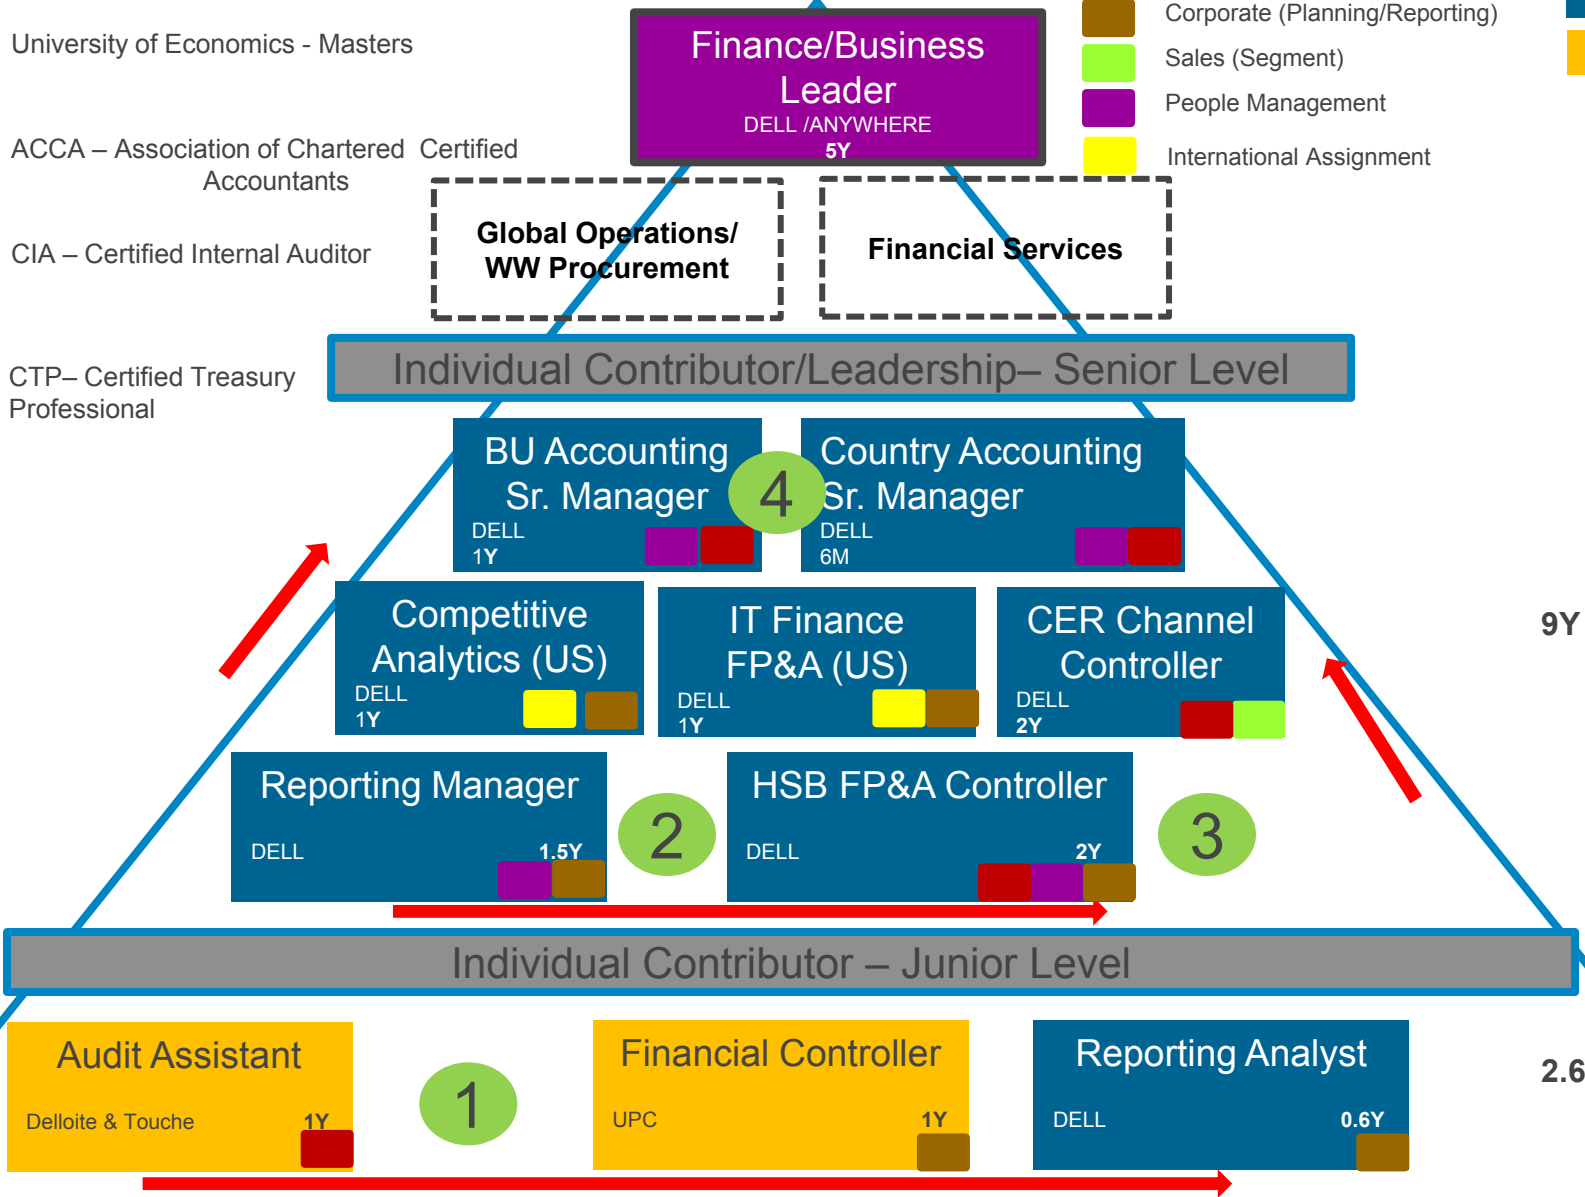 University of Economics - Masters
ACCA – Association of Chartered Certified
Accountants
CIA – Certified Internal Auditor
CTP– Certified Treasury
Professional
Corporate (Planning/Reporting)
Sales (Segment)
People Management
International Assignment
Finance/Business
Leader
DELL /ANYWHERE
5Y
Global Operations/
WW Procurement
Financial Services
Individual Contributor/Leadership– Senior Level
BU Accounting
Sr. Manager
DELL
1Y
4
Country Accounting
Sr. Manager
DELL
6M
Competitive
Analytics (US)
DELL
1Y
IT Finance
FP&A (US)
DELL
1Y
CER Channel
Controller
DELL
2Y
9Y
Reporting Manager
DELL 1.5Y
2
HSB FP&A Controller
DELL 2Y
3
Individual Contributor – Junior Level
Audit Assistant
Delloite & Touche 1Y
1
Financial Controller
UPC 1Y
Reporting Analyst
DELL 0.6Y
2.6